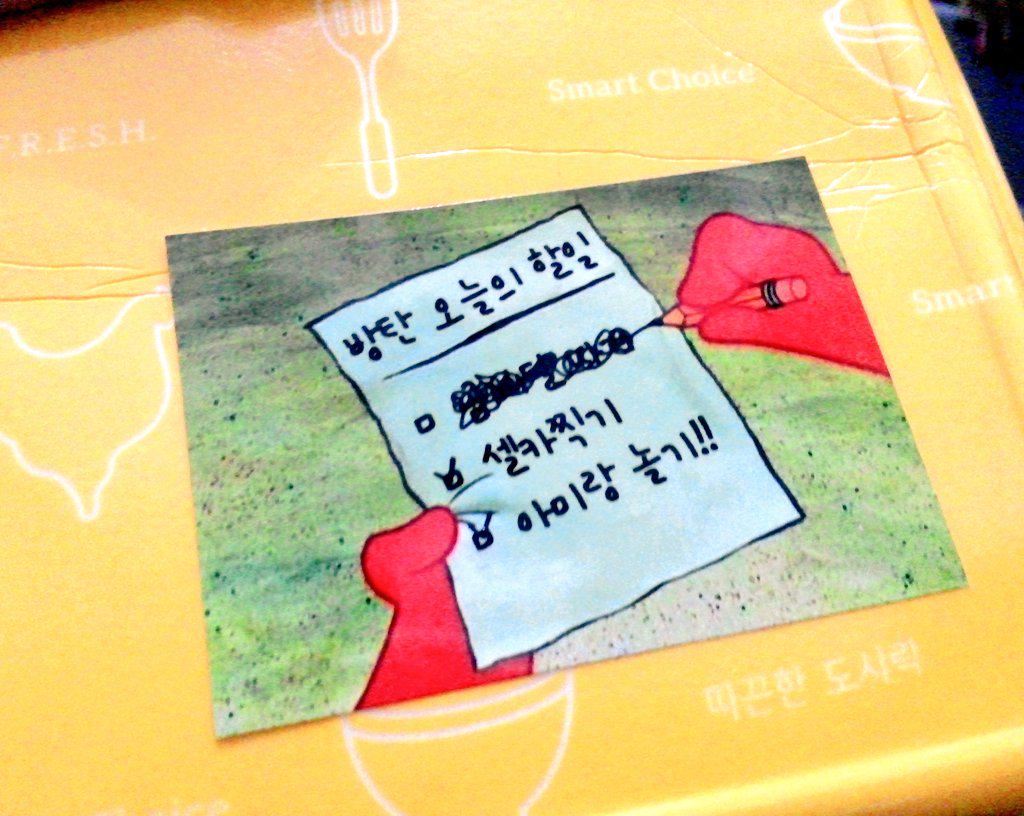 F.R.E.S.H.
Smart Choice
Smart
방탄 오늘의 할일
셀카찍기
아미랑 놀기!!
따끈한 도시락